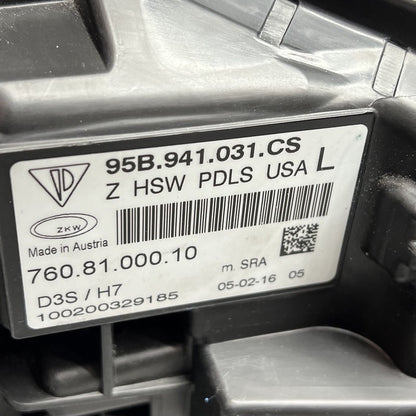 95B.941.031.CS
Z HSW PDLS USA L
ZKW
Made in Austria
760.81.000.10
m. SRA
D3S / H7
05-02-16 05
100200329185